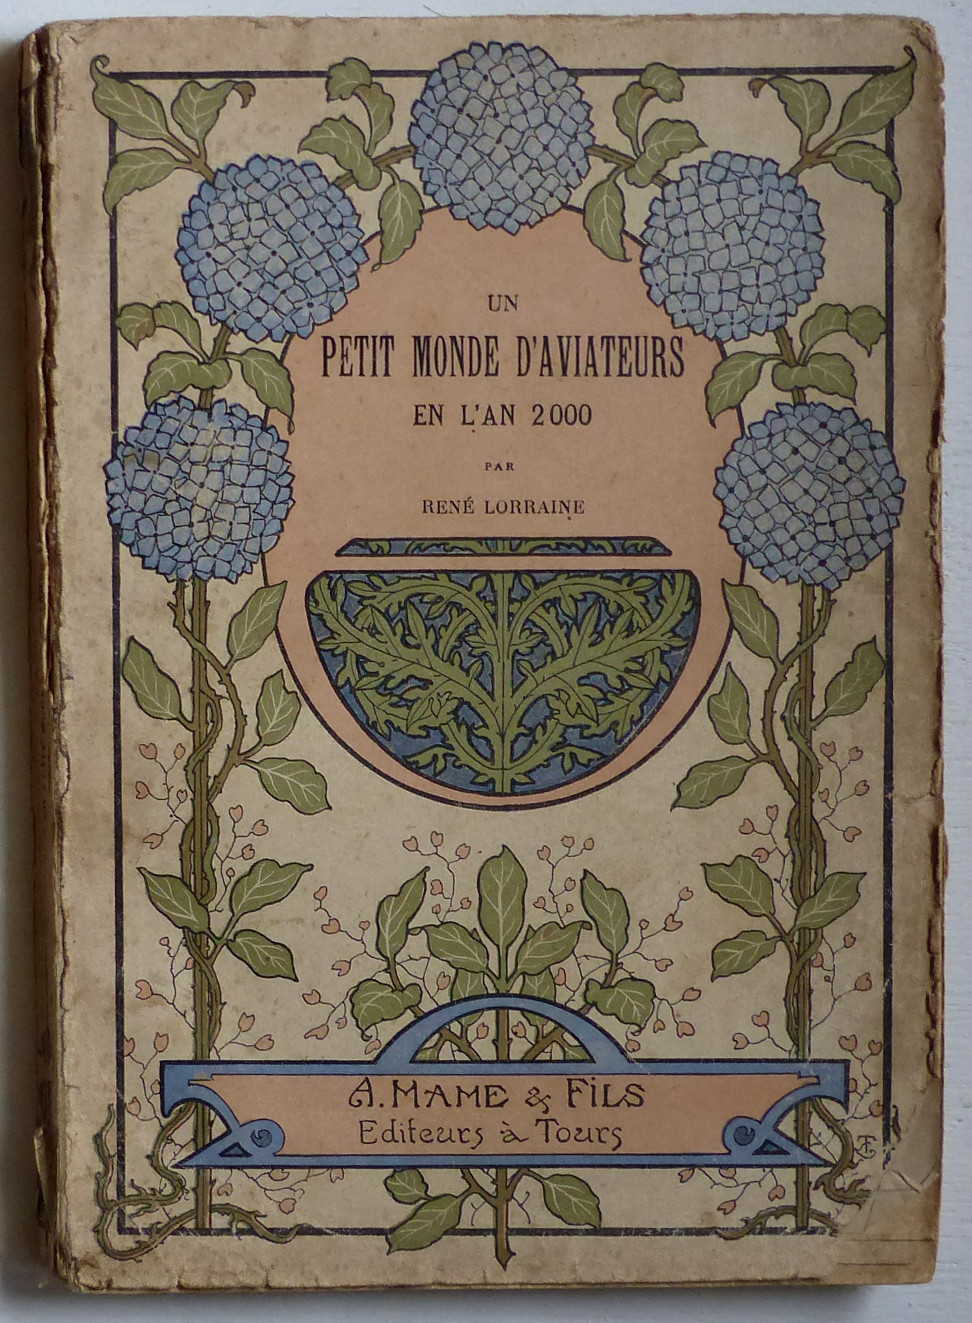 UN
PETIT MONDE D'AVIATEURS
EN L'AN 2000
PAR
RENÉ LORRAINE
A. MAME & FiLS
Editeurs à Tours